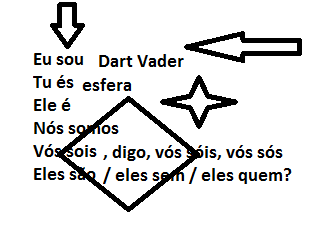 Eu sou Dart Vader
Tu és esfera
Ele é
Nós somos
Vós sois , digo, vós sóis, vós sós
Eles são / eles sem / eles quem?